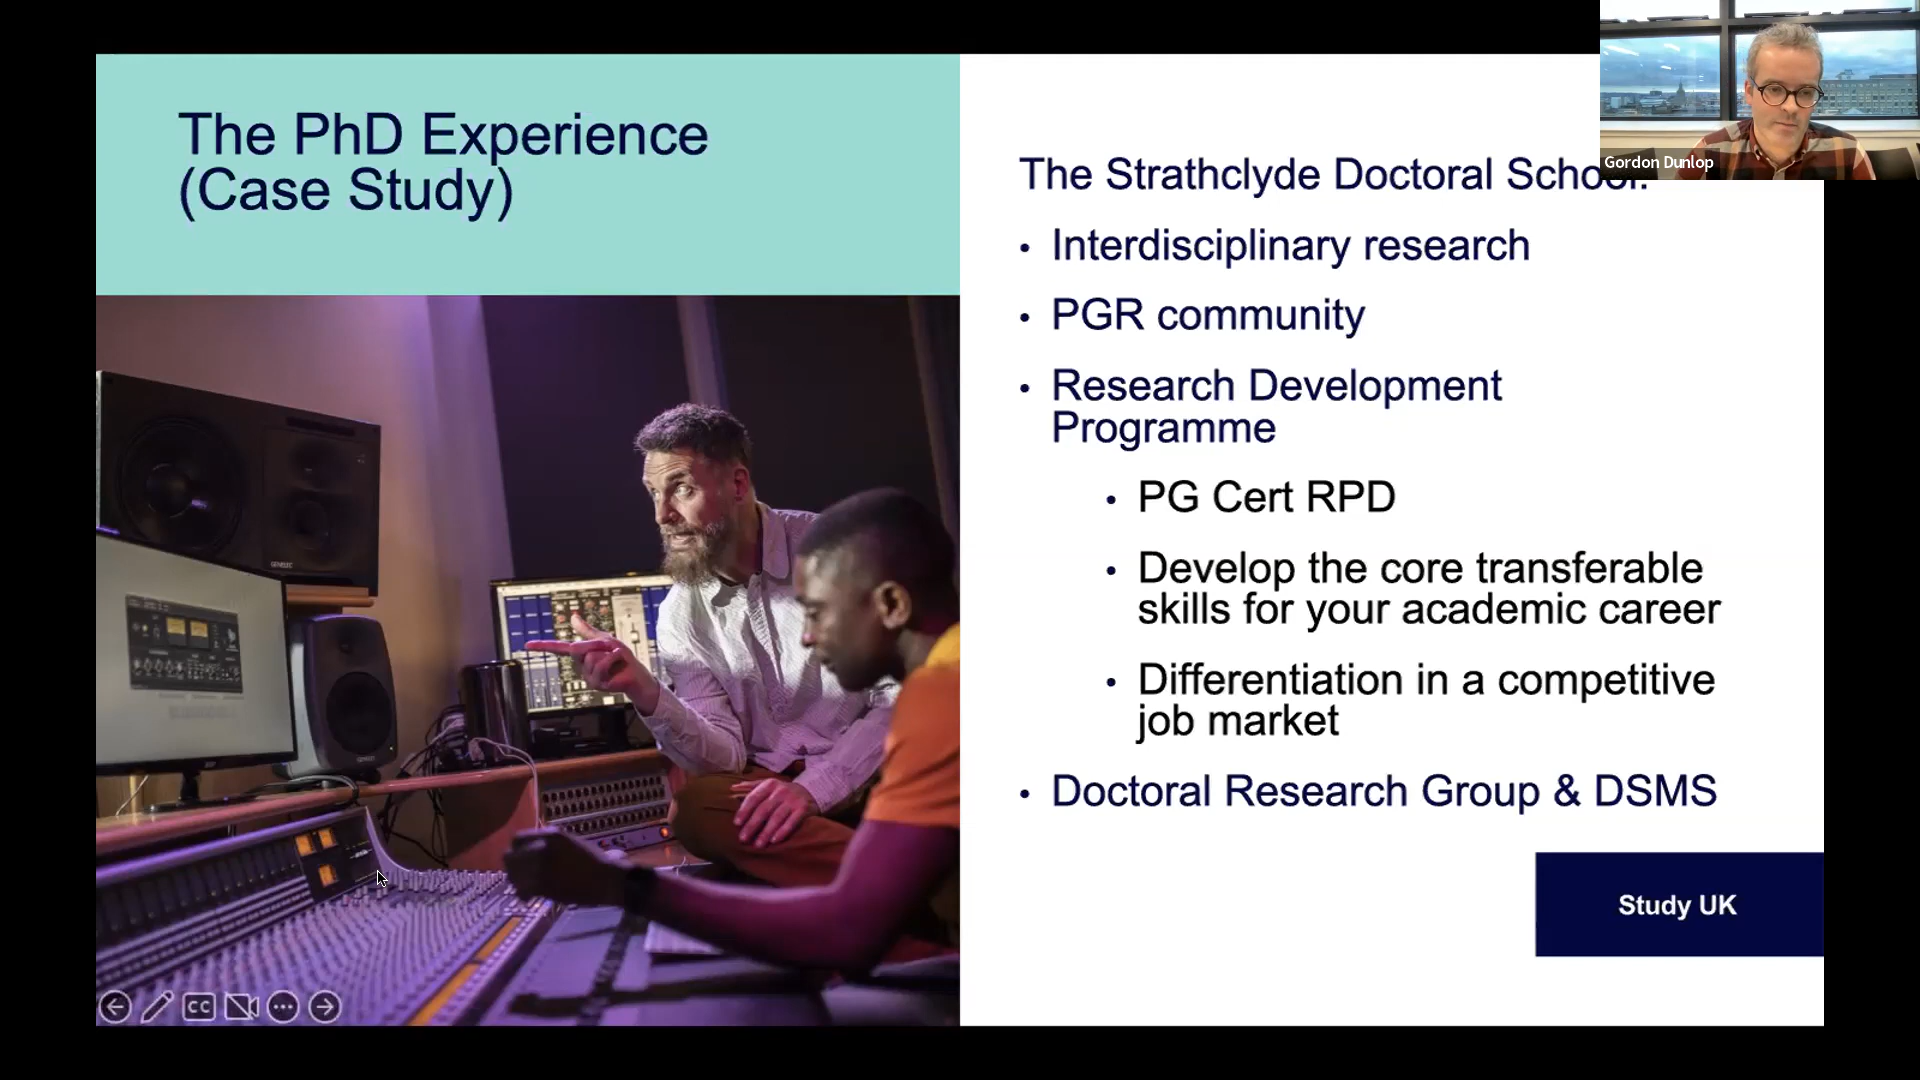 The PhD Experience
(Case Study)
The Strathclyde Doctoral School:
• Interdisciplinary research
• PGR community
• Research Development
Programme
• PG Cert RPD
• Develop the core transferable
skills for your academic career
• Differentiation in a competitive
job market
• Doctoral Research Group & DSMS
Study UK
Gordon Dunlop
GENELEC
CC